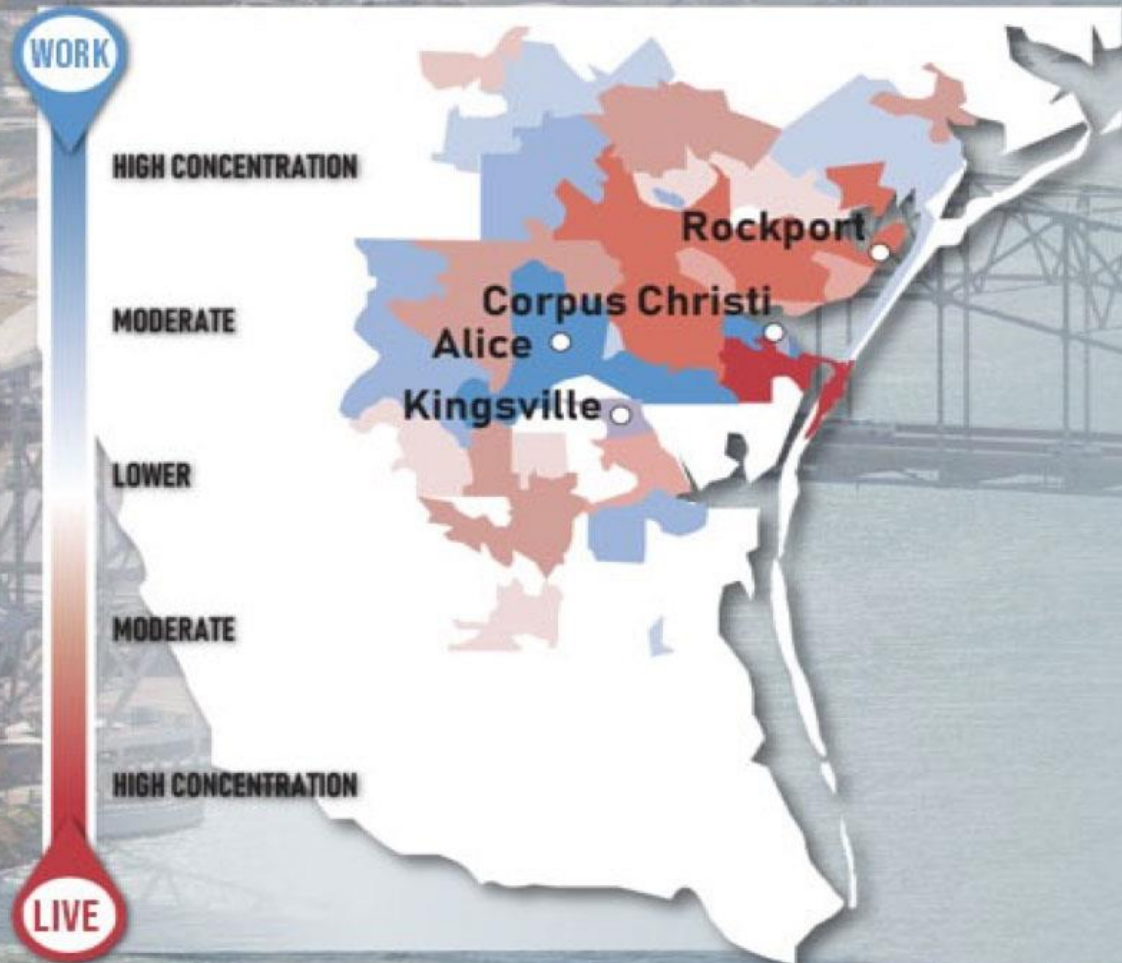 WORK
HIGH CONCENTRATION
MODERATE
LOWER
MODERATE
HIGH CONCENTRATION
LIVE
Rockport
Corpus Christi
Alice
Kingsville